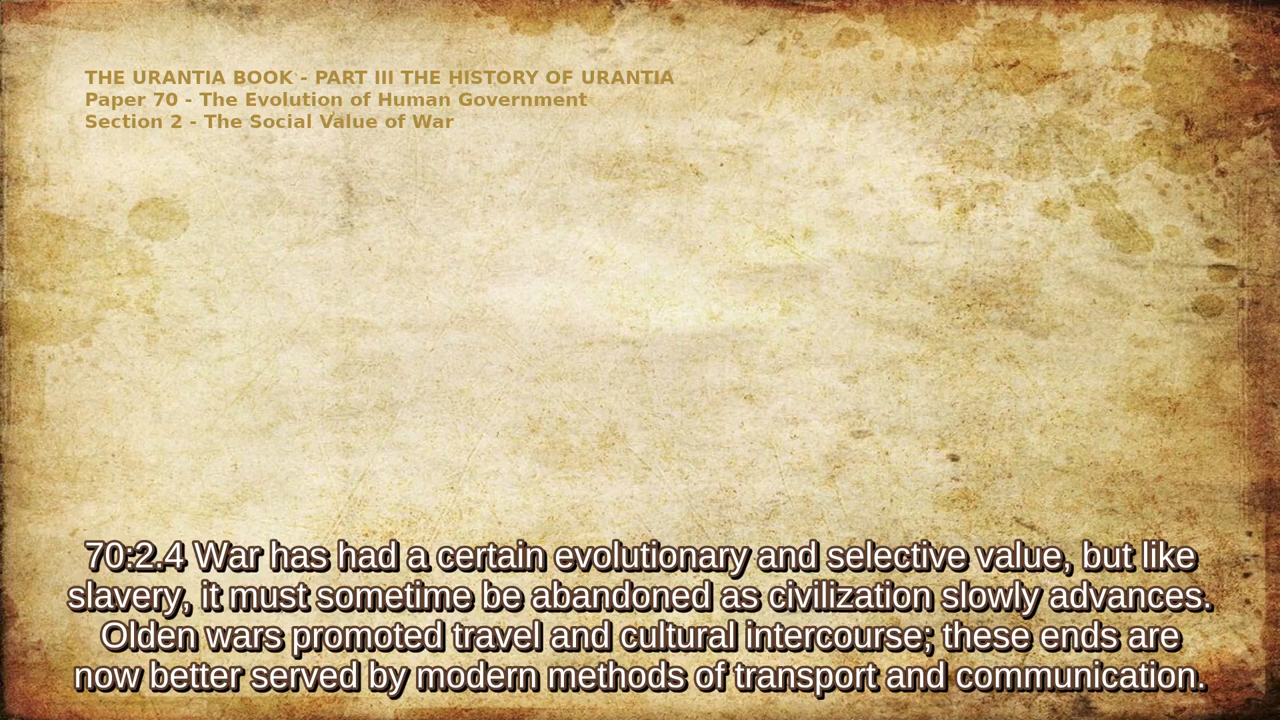 THE URANTIA BOOK - PART III THE HISTORY OF URANTIA
Paper 70 - The Evolution of Human Government
Section 2 - The Social Value of War
70:2.4 War has had a certain evolutionary and selective value, but like
slavery, it must sometime be abandoned as civilization slowly advances.
Olden wars promoted travel and cultural intercourse; these ends are
now better served by modern methods of transport and communication.